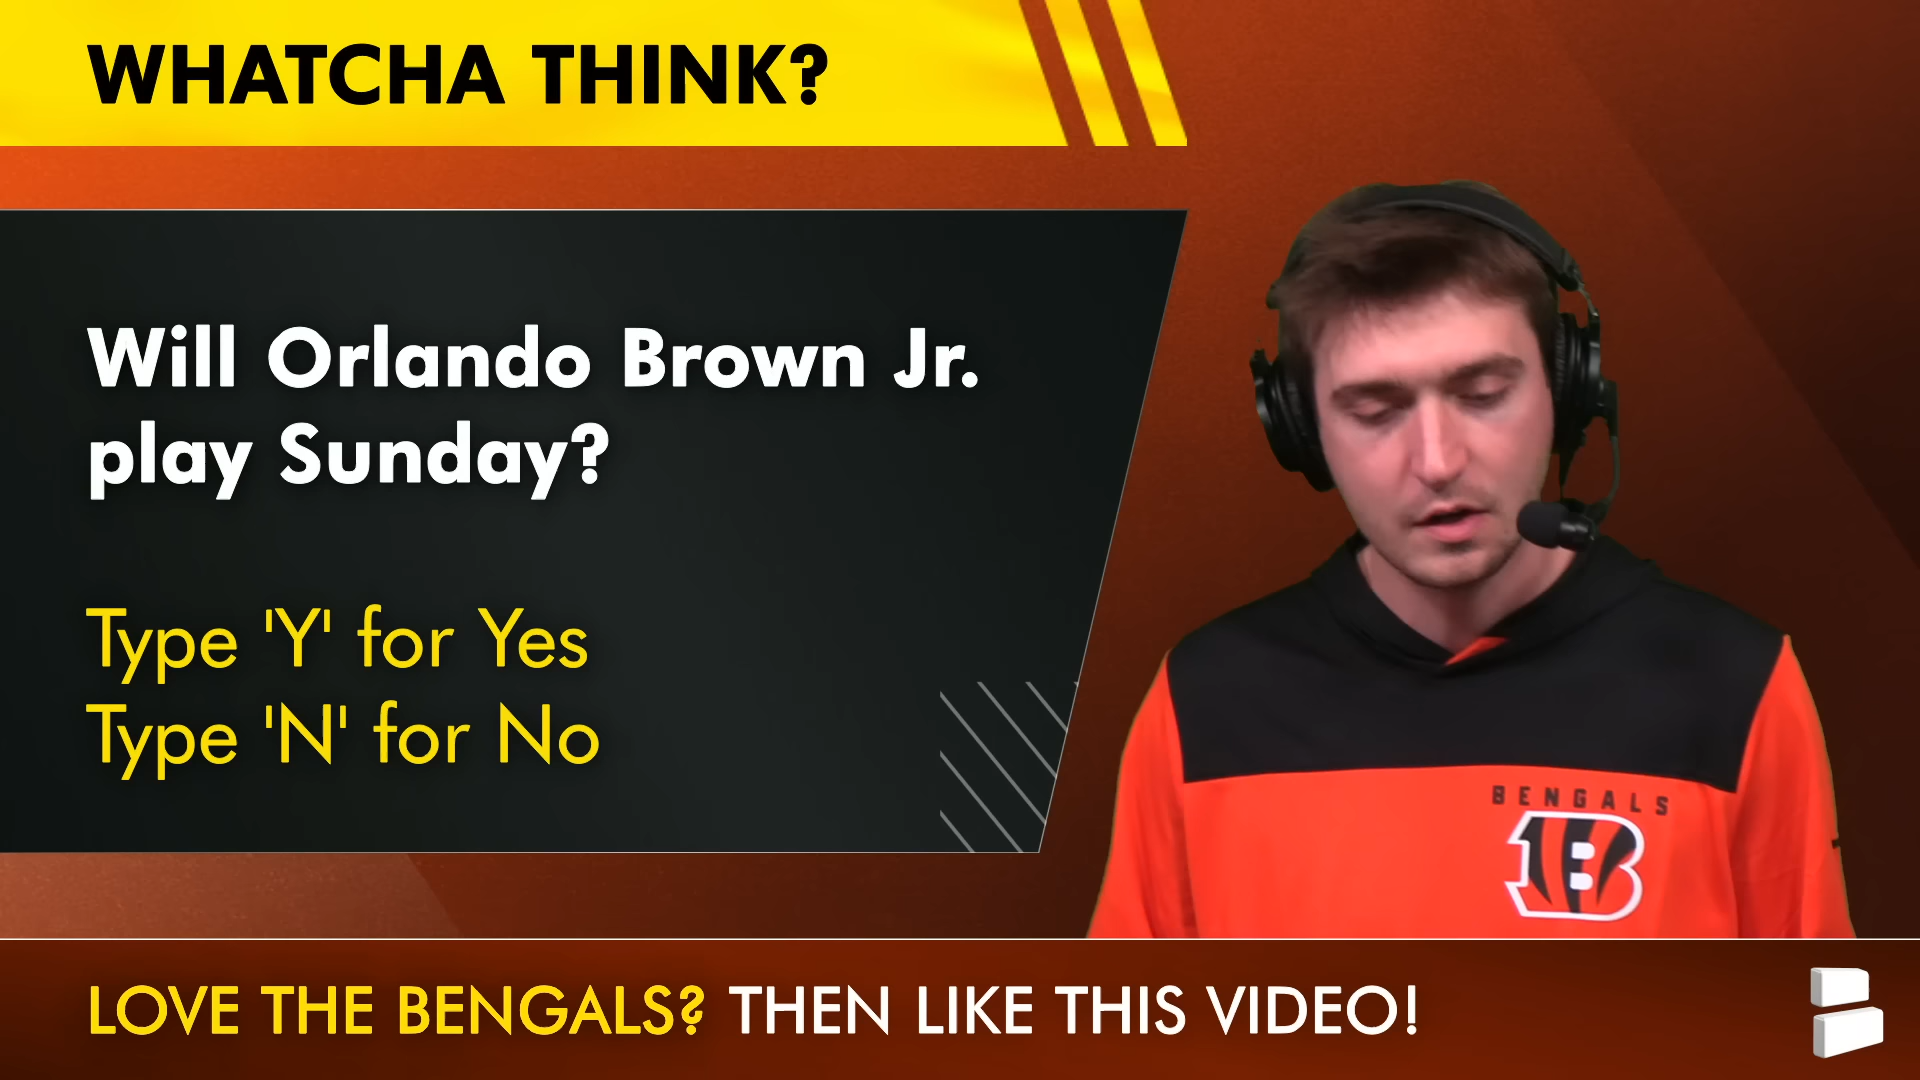 WHATCHA THINK?
Will Orlando Brown Jr.
play Sunday?
Type 'Y' for Yes
Type 'N' for No
BENGALS
B
LOVE THE BENGALS? THEN LIKE THIS VIDEO!